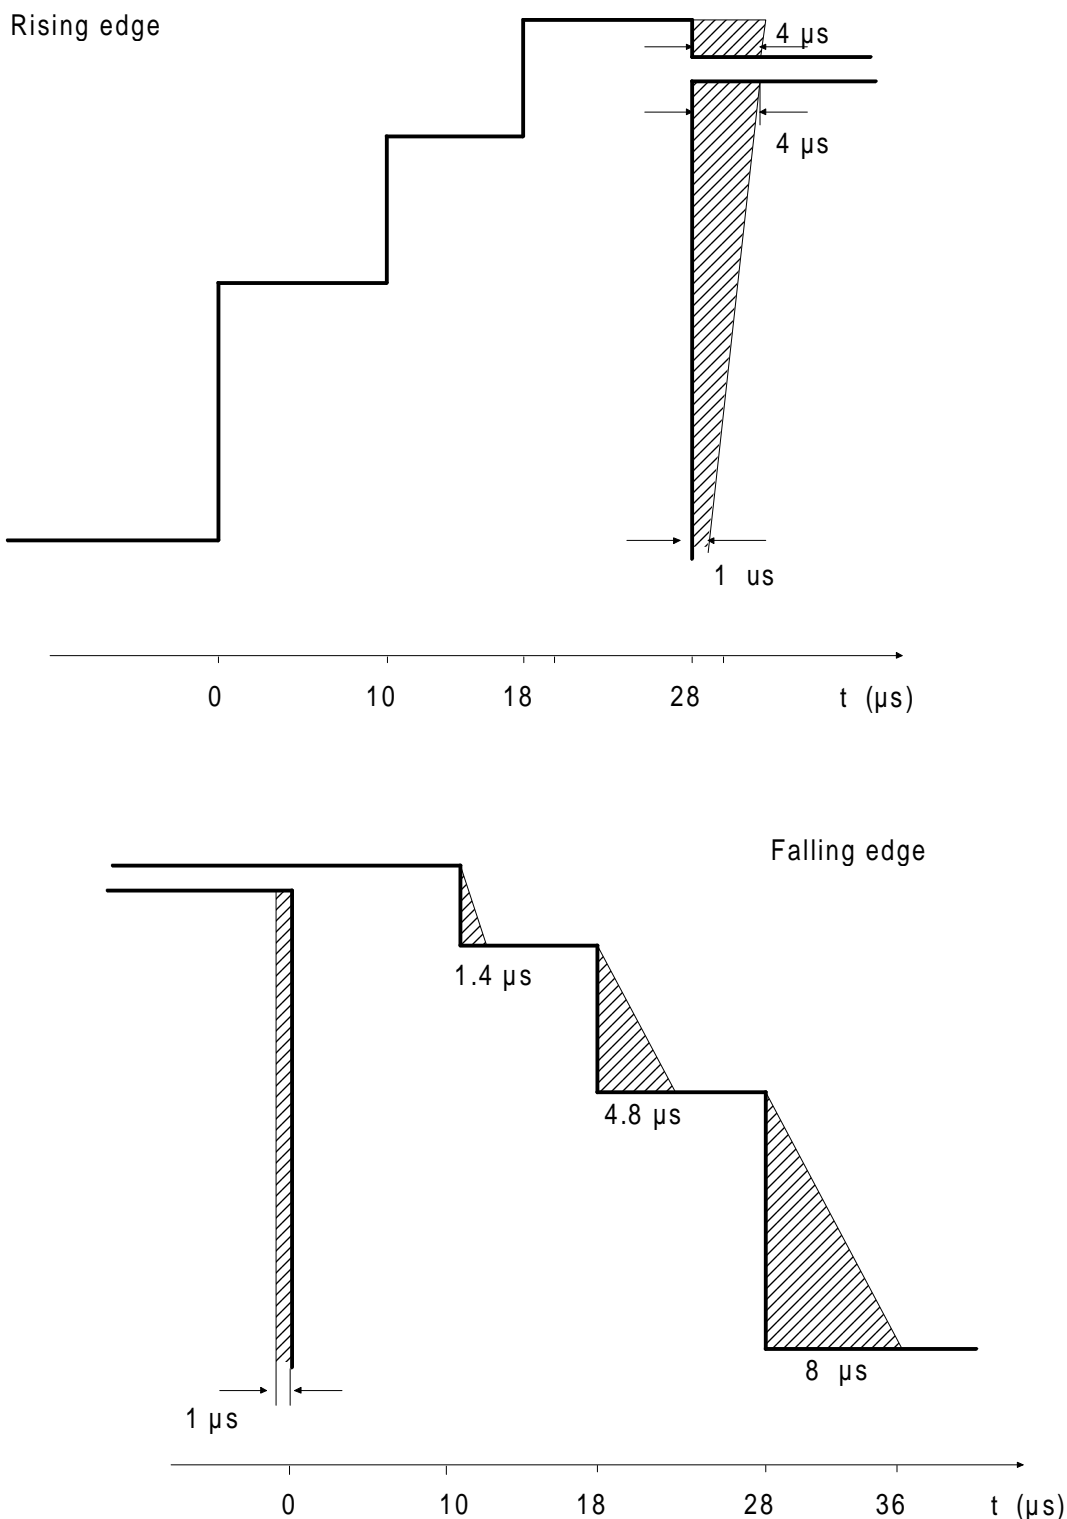 Rising edge
4 µs
4 µs
1 us
0 10 18 28 t (µs)
Falling edge
1.4 µs
4.8 µs
8 µs
1 µs
0 10 18 28 36 t (µs)